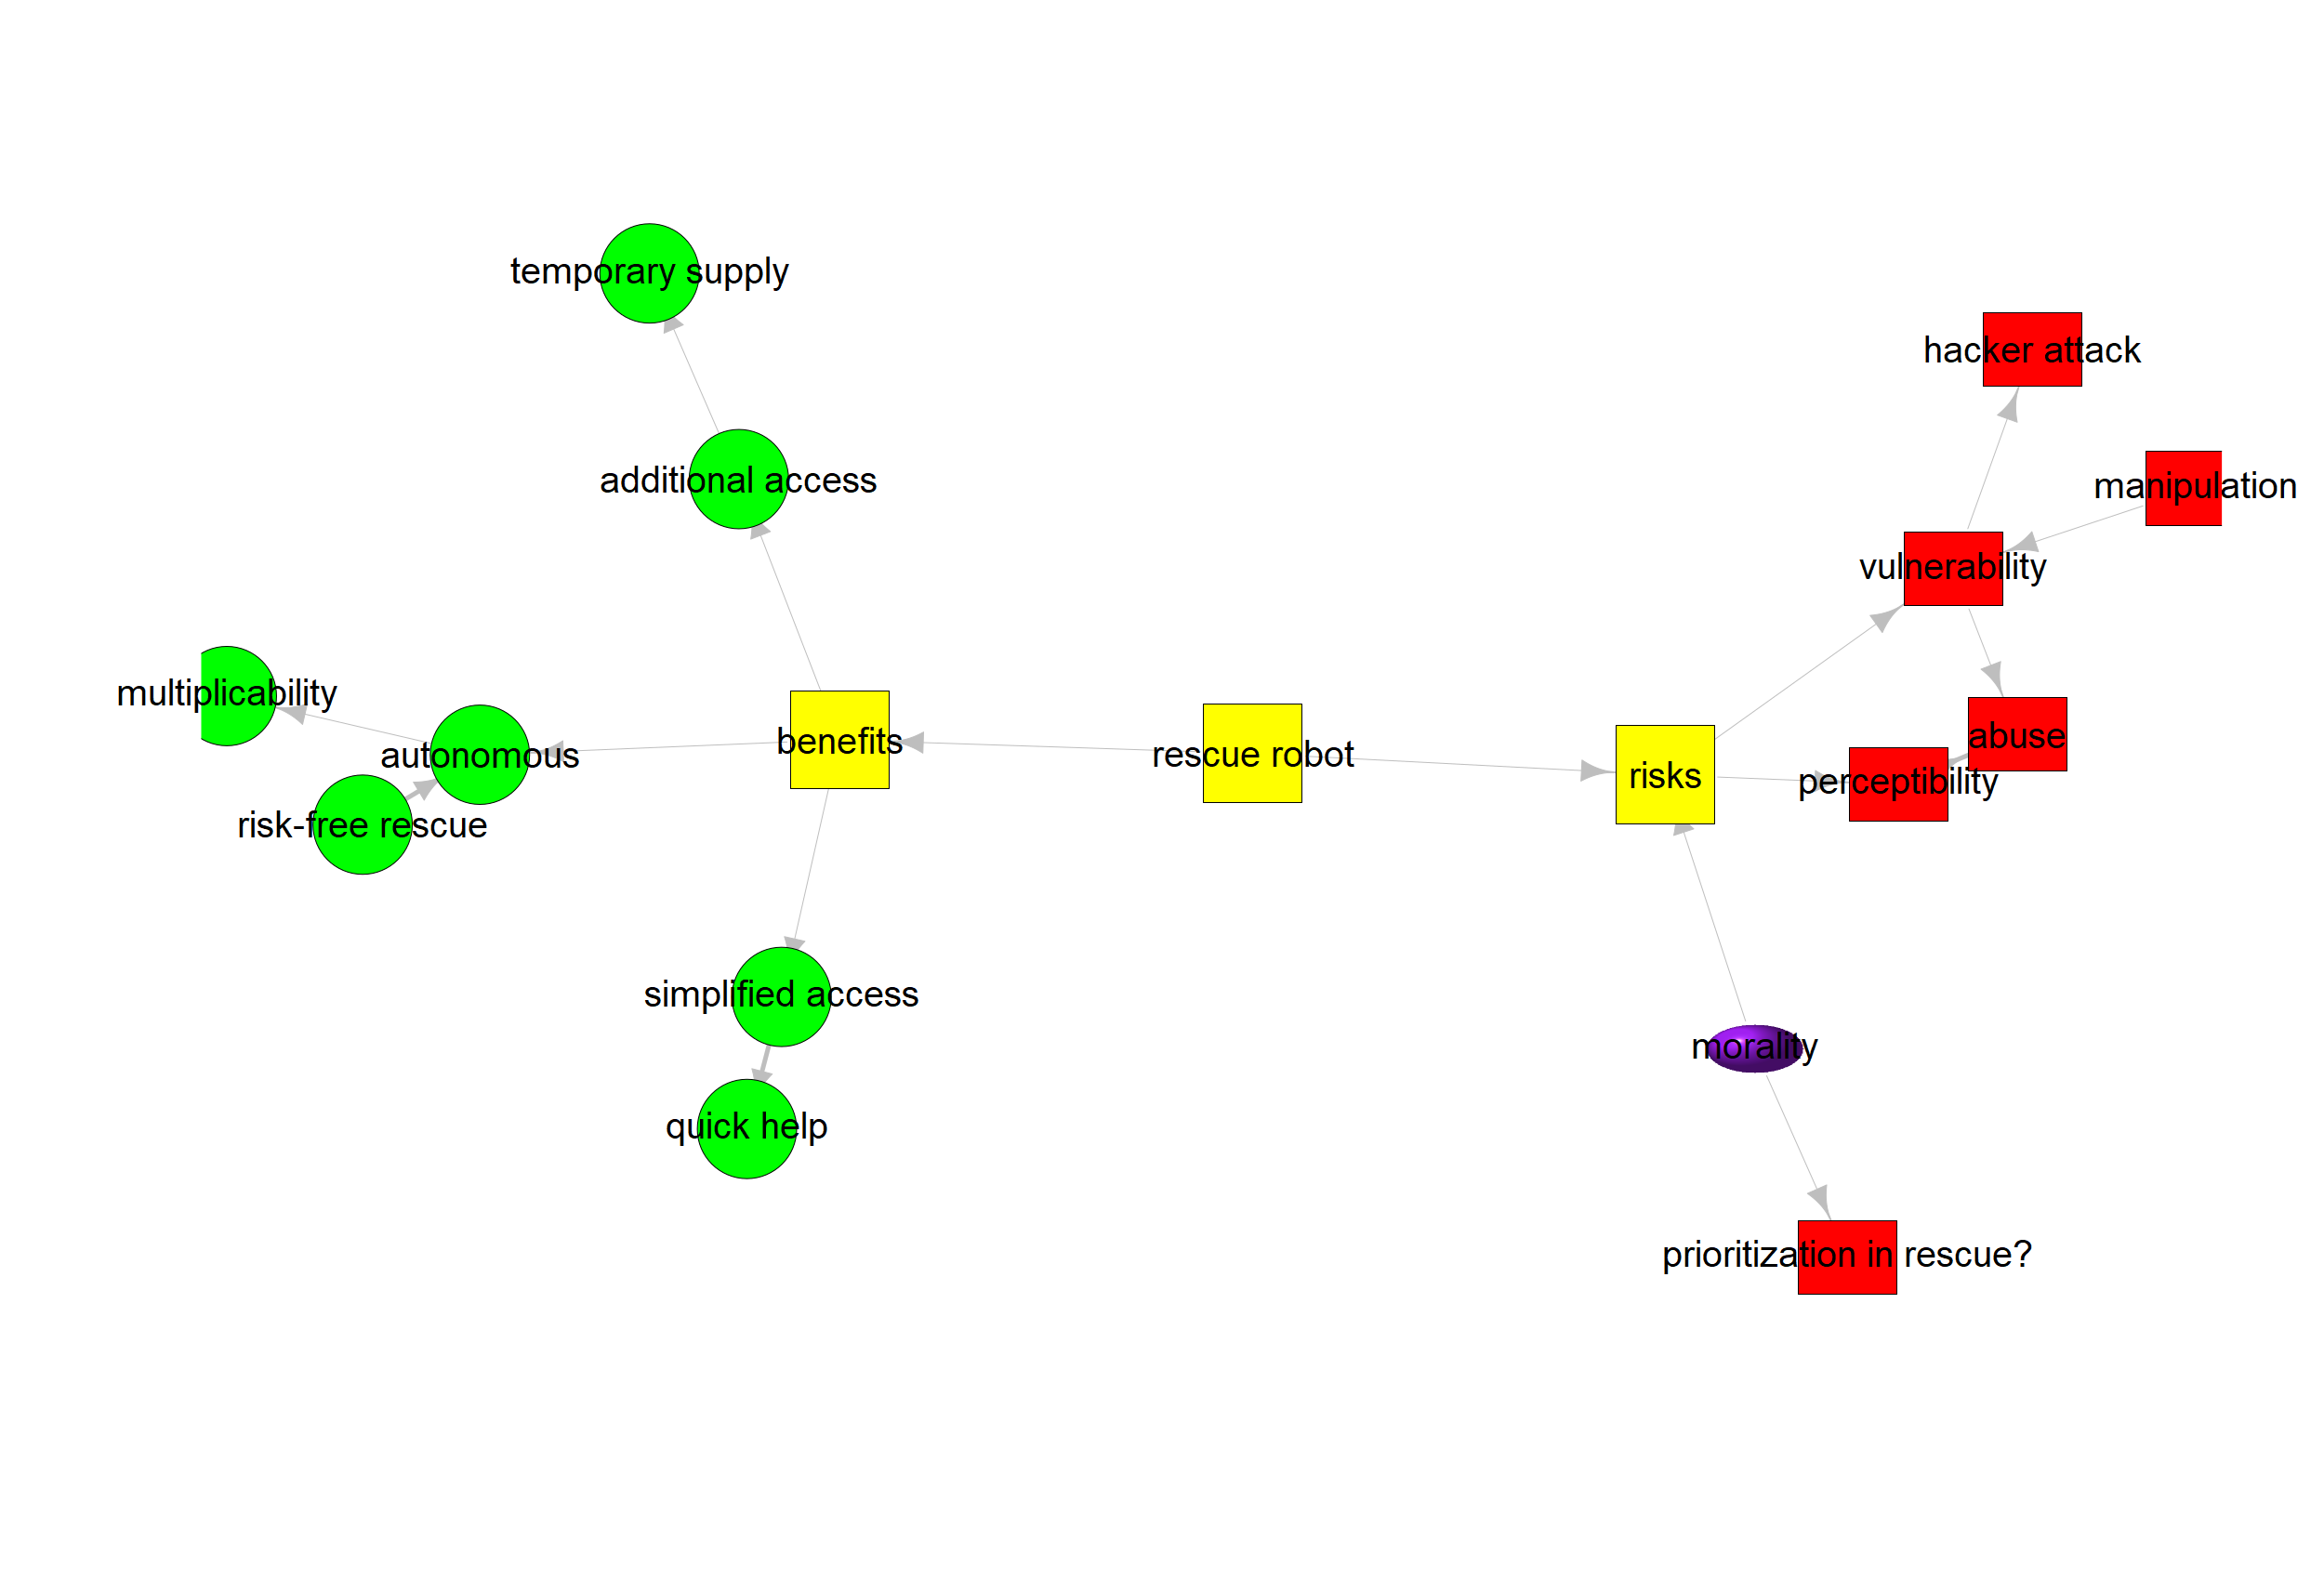 temporary supply
hacker attack
additional access
manipulation
vulnerability
multiplicability
autonomous
benefits
rescue robot
risks
abuse
perceptibility
risk-free rescue
simplified access
morality
quick help
prioritization in rescue?